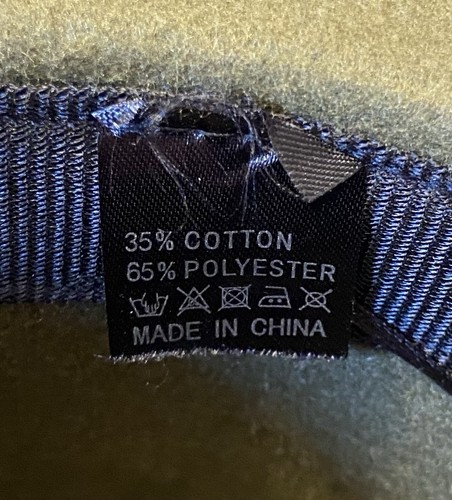 35% COTTON
65% POLYESTER
MADE IN CHINA